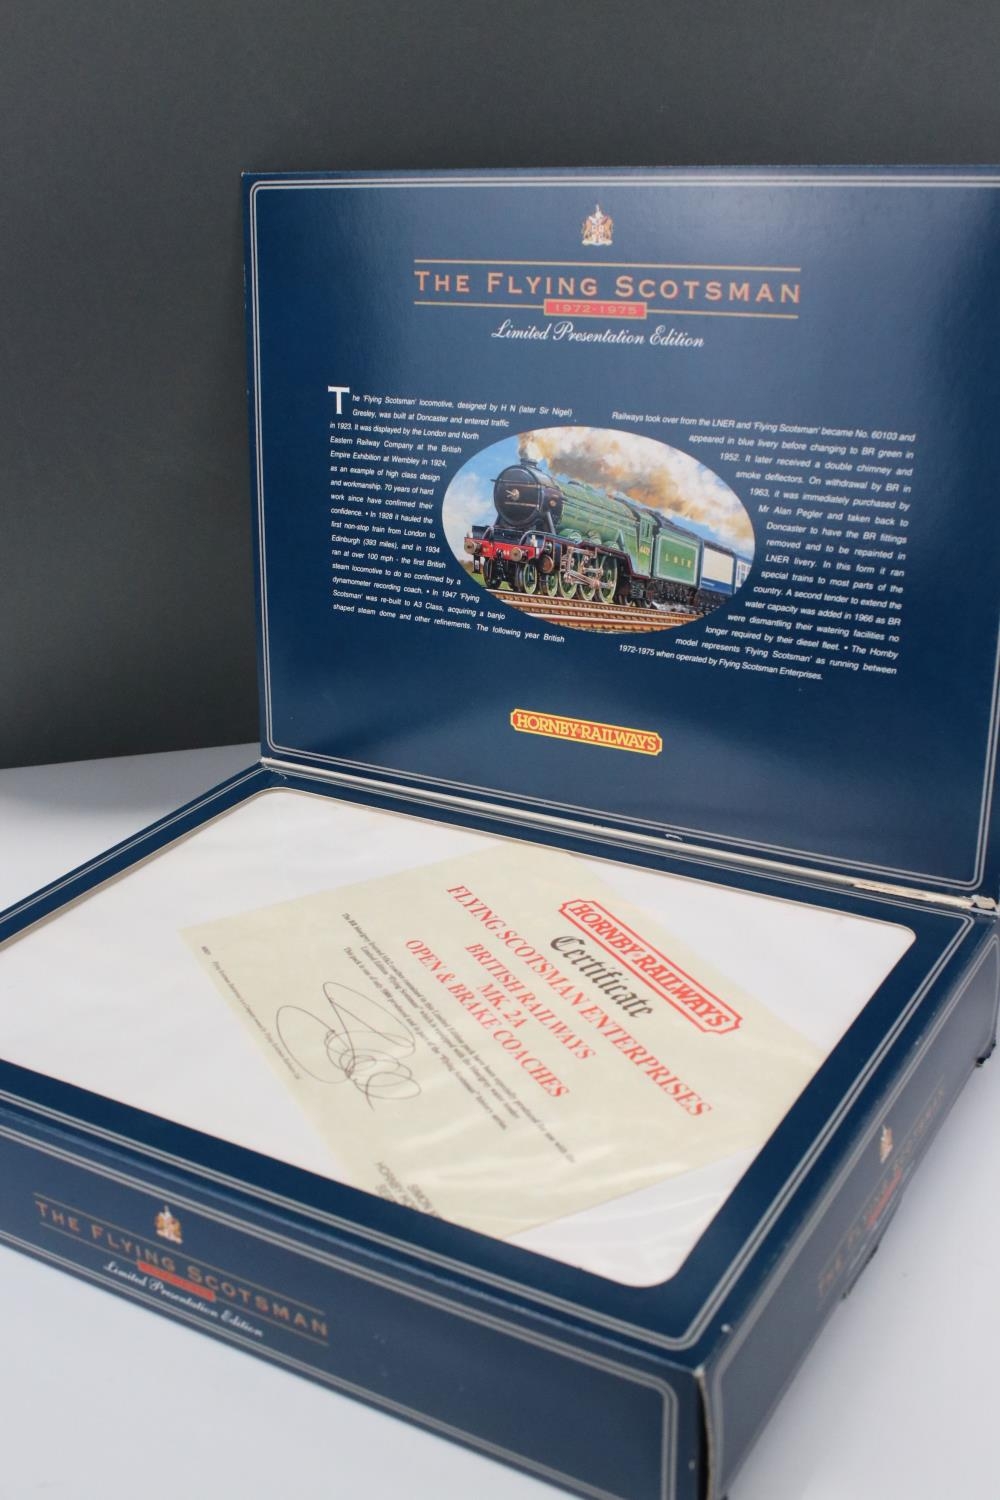 THE FLYING SCOTSMAN
1972-1975
Limited Presentation Edition
The 'Flying Scotsman' locomotive, designed by H N (later Sir Nigel)
Gresley, was built at Doncaster and entered traffic
in 1923. It was displayed by the London and North
Eastern Railway Company at the British
Empire Exhibition at Wembley in 1924,
as an example of high class design
and workmanship. 70 years of hard
work since have confirmed their
confidence. • In 1928 it hauled the
first non-stop train from London to
Edinburgh (393 miles), and in 1934
ran at over 100 mph - the first British
steam locomotive to do so confirmed by a
dynamometer recording coach. • In 1947 'Flying
Scotsman' was re-built to A3 Class, acquiring a banjo
shaped steam dome and other refinements. The following year British
Railways took over from the LNER and 'Flying Scotsman' became No. 60103 and
appeared in blue livery before changing to BR green in
1952. It later received a double chimney and
smoke deflectors. On withdrawal by BR in
1963, it was immediately purchased by
Mr Alan Pegler and taken back to
Doncaster to have the BR fittings
removed and to be repainted in
LNER livery. In this form it ran
special trains to most parts of the
country. A second tender to extend the
water capacity was added in 1966 as BR
were dismantling their watering facilities no
longer required by their diesel fleet. • The Hornby
model represents 'Flying Scotsman' as running between
1972-1975 when operated by Flying Scotsman Enterprises.
LNER
HORNBY RAILWAYS
HORNBY RAILWAYS
Certificate
FLYING SCOTSMAN ENTERPRISES
BRITISH RAILWAYS
MK. 2A
OPEN & BRAKE COACHES
THE FLYING SCOTSMAN
Limited Presentation Edition